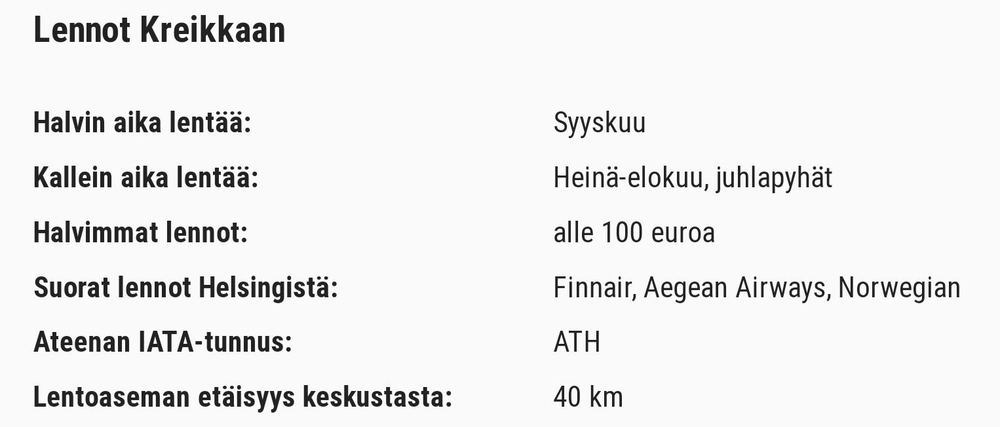 Lennot Kreikkaan
Halvin aika lentää: Syyskuu
Kallein aika lentää: Heinä-elokuu, juhlapyhät
Halvimmat lennot: alle 100 euroa
Suorat lennot Helsingistä: Finnair, Aegean Airways, Norwegian
Ateenan IATA-tunnus: ATH
Lentoaseman etäisyys keskustasta: 40 km